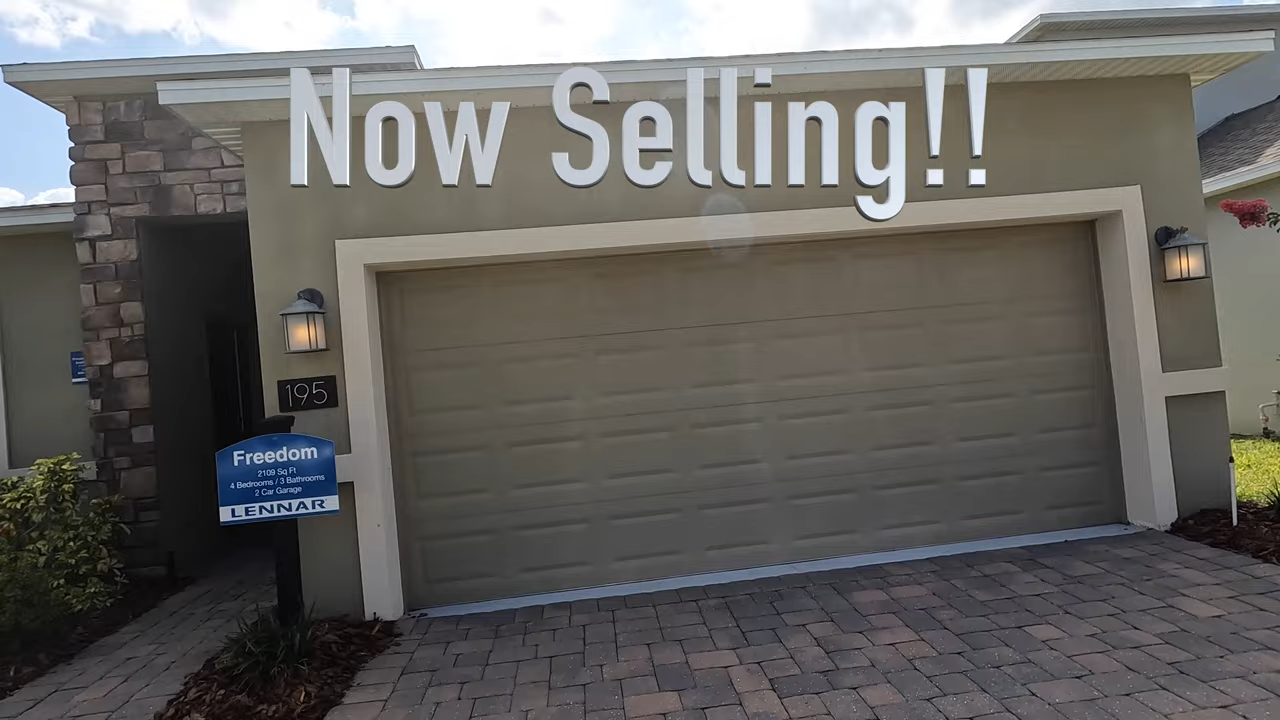 Now Selling!!
195
Freedom
2109 Sq Ft
4 Bedrooms / 3 Bathrooms
2 Car Garage
LENNAR